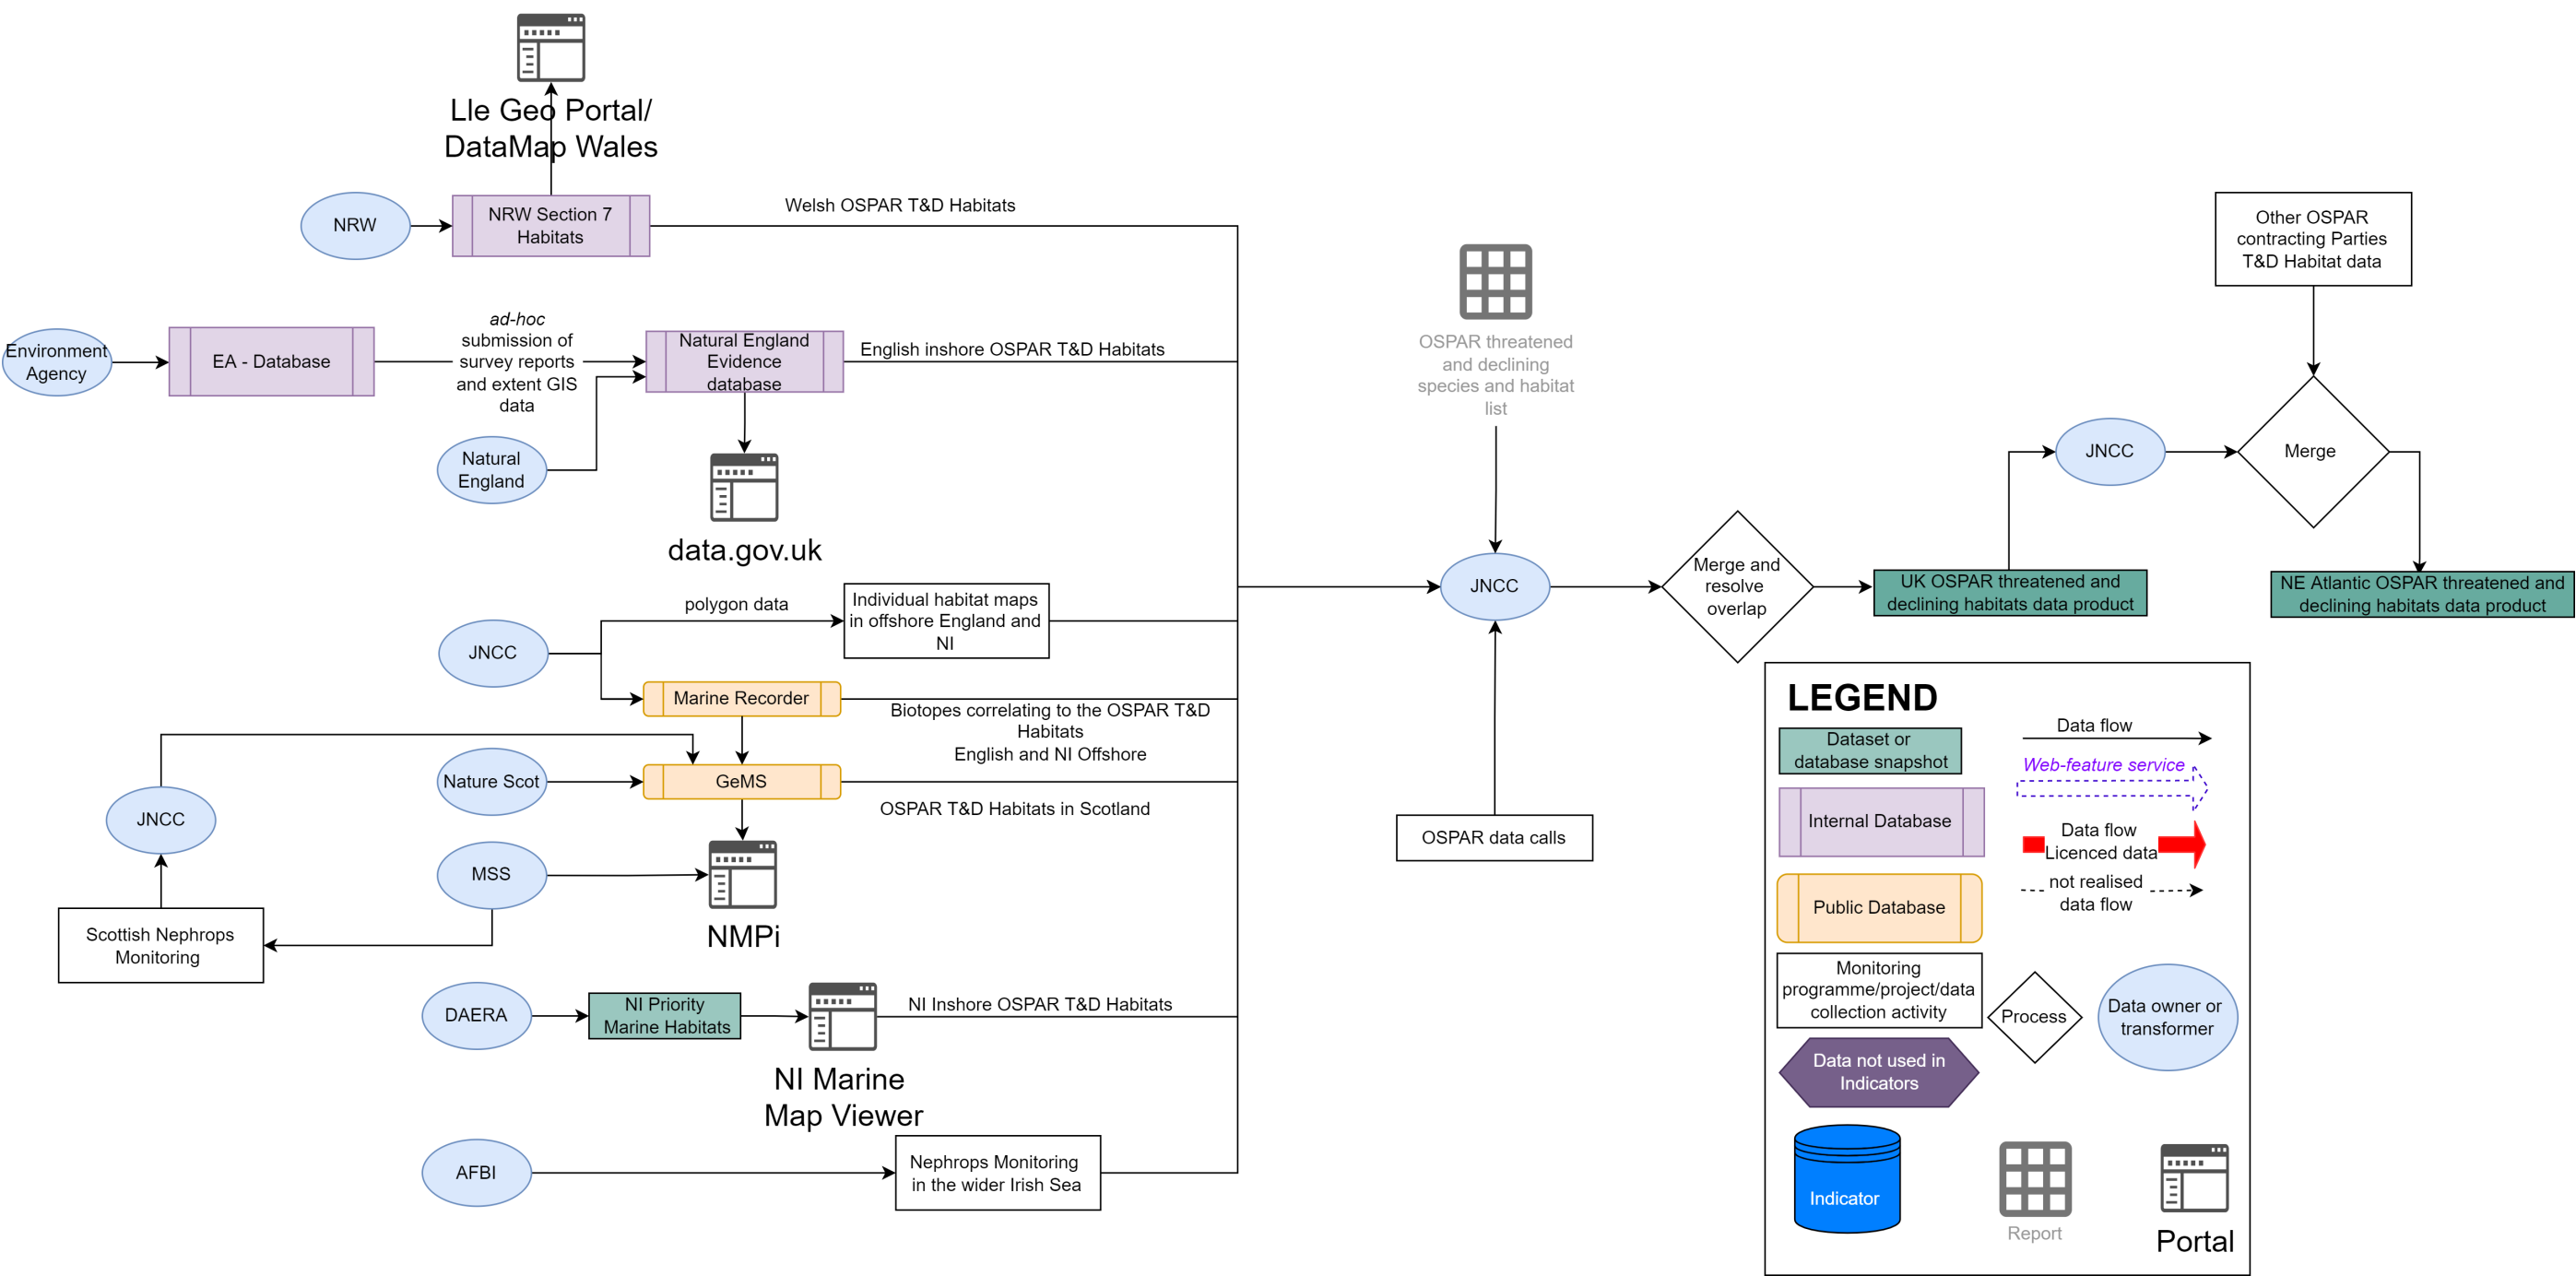 Lle Geo Portal/
DataMap Wales
NRW
NRW Section 7
Habitats
Welsh OSPAR T&D Habitats
Environment
Agency
EA - Database
ad-hoc
submission of
survey reports
and extent GIS
data
Natural England
Evidence
database
English inshore OSPAR T&D Habitats
Natural
England
data.gov.uk
JNCC
polygon data
Individual habitat maps
in offshore England and
NI
Marine Recorder
Biotopes correlating to the OSPAR T&D
Habitats
English and NI Offshore
Nature Scot
GeMS
OSPAR T&D Habitats in Scotland
JNCC
MSS
NMPi
Scottish Nephrops
Monitoring
DAERA
NI Priority
Marine Habitats
NI Inshore OSPAR T&D Habitats
NI Marine
Map Viewer
AFBI
Nephrops Monitoring
in the wider Irish Sea
OSPAR threatened
and declining
species and habitat
list
JNCC
OSPAR data calls
Merge and
resolve
overlap
UK OSPAR threatened and
declining habitats data product
JNCC
Other OSPAR
contracting Parties
T&D Habitat data
Merge
NE Atlantic OSPAR threatened and
declining habitats data product
LEGEND
Dataset or
database snapshot
Data flow
Web-feature service
Internal Database
Data flow
Licenced data
not realised
data flow
Public Database
Monitoring
programme/project/data
collection activity
Process
Data owner or
transformer
Data not used in
Indicators
Indicator
Report
Portal